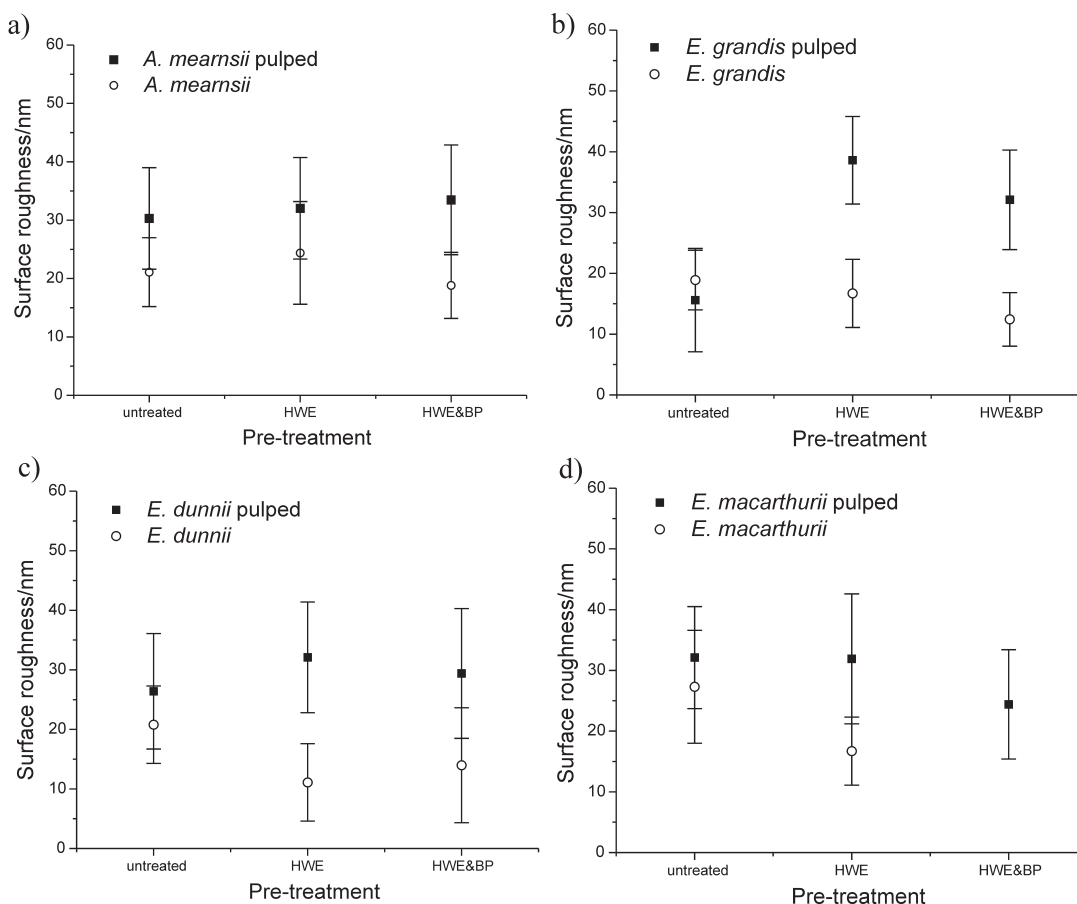 a)
60
50
40
30
20
10
0
Surface roughness/nm
A. mearnsii pulped
A. mearnsii
untreated HWE HWE&BP
Pre-treatment
b)
60
50
40
30
20
10
0
Surface roughness/nm
E. grandis pulped
E. grandis
untreated HWE HWE&BP
Pre-treatment
c)
60
50
40
30
20
10
0
Surface roughness/nm
E. dunnii pulped
E. dunnii
untreated HWE HWE&BP
Pre-treatment
d)
60
50
40
30
20
10
0
Surface roughness/nm
E. macarthurii pulped
E. macarthurii
untreated HWE HWE&BP
Pre-treatment